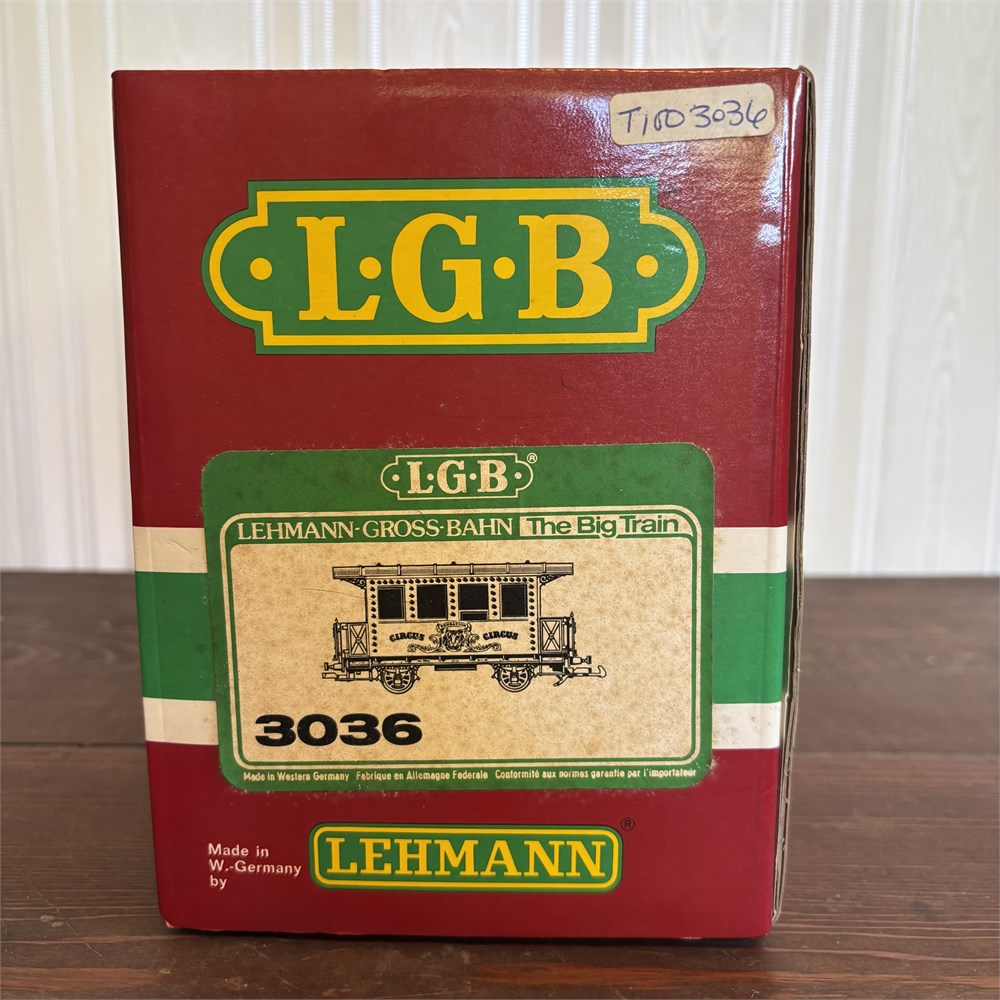 T100 3036
L·G·B
L·G·B ®
LEHMANN-GROSS-BAHN The Big Train
CIRCUS CIRCUS
3036
Made in Western Germany Fabrique en Allemagne Federale Conformité aux normes garantie par l'importateur
Made in
W.-Germany
by
LEHMANN ®